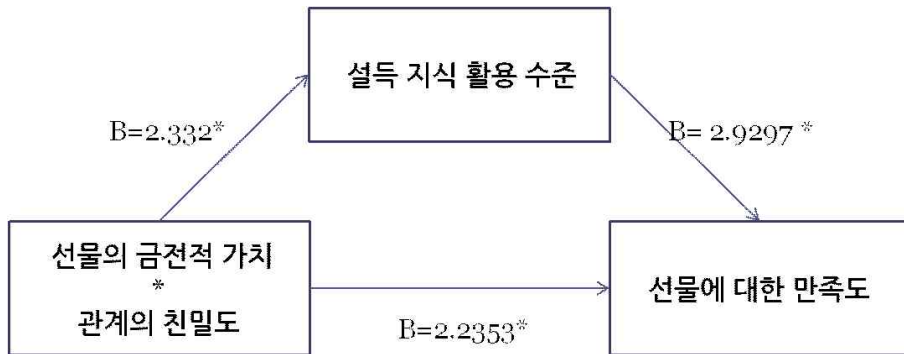 설득 지식 활용 수준
B=2.332*
B= 2.9297 *
선물의 금전적 가치
*
관계의 친밀도
선물에 대한 만족도
B=2.2353*